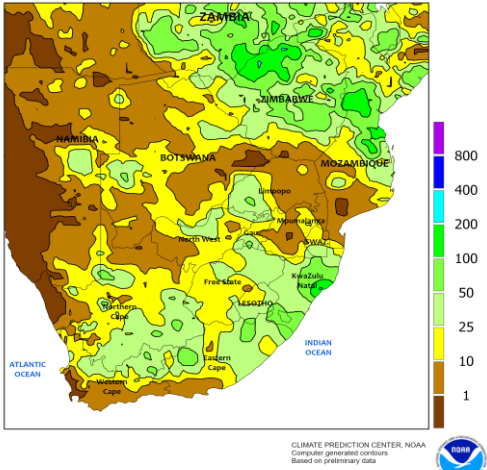 ZAMBIA
ZIMBABWE
NAMIBIA
BOTSWANA
MOZAMBIQUE
Limpopo
Mpumalanga
Gau.
North West
SWAZ.
KwaZulu
Natal
Free State
LESOTHO
Northern
Cape
Eastern
Cape
Western
Cape
ATLANTIC
OCEAN
INDIAN
OCEAN
800
400
200
100
50
25
10
1
CLIMATE PREDICTION CENTER, NOAA
Computer generated contours
Based on preliminary data
NOAA